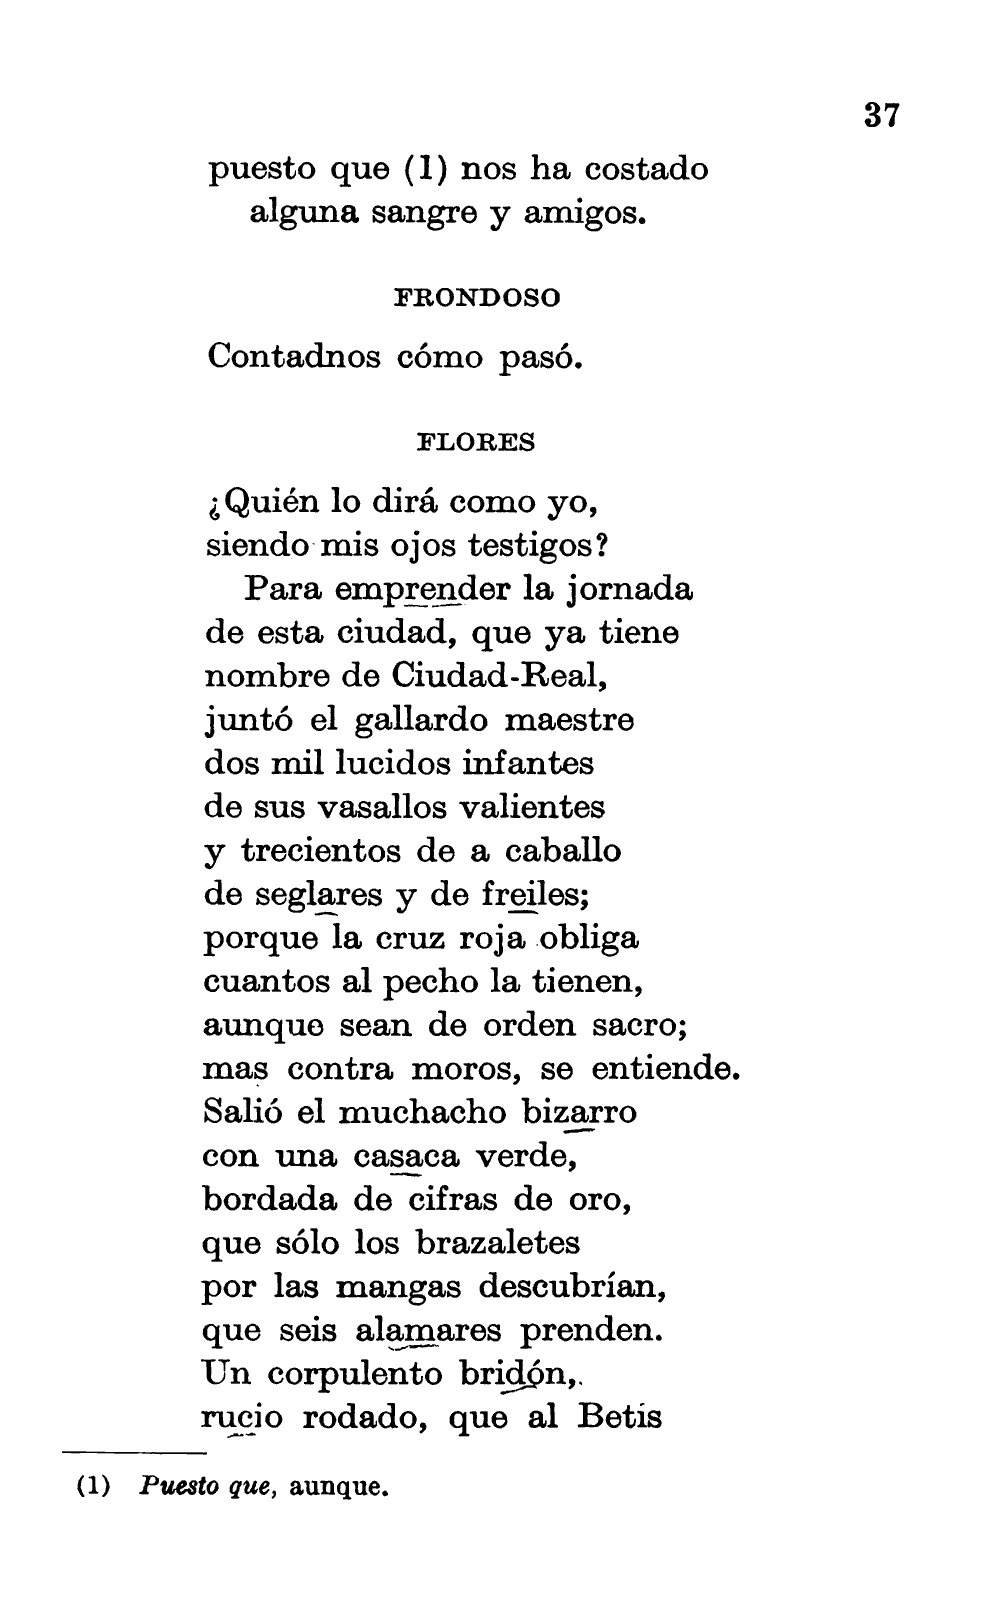 37
puesto que (1) nos ha costado
alguna sangre y amigos.
FRONDOSO
Contadnos cómo pasó.
FLORES
¿Quién lo dirá como yo,
siendo mis ojos testigos?
Para emprender la jornada
de esta ciudad, que ya tiene
nombre de Ciudad-Real,
juntó el gallardo maestre
dos mil lucidos infantes
de sus vasallos valientes
y trecientos de a caballo
de seglares y de freiles;
porque la cruz roja obliga
cuantos al pecho la tienen,
aunque sean de orden sacro;
mas contra moros, se entiende.
Salió el muchacho bizarro
con una casaca verde,
bordada de cifras de oro,
que sólo los brazaletes
por las mangas descubrían,
que seis alamares prenden.
Un corpulento bridón,
rucio rodado, que al Betis
(1) Puesto que, aunque.